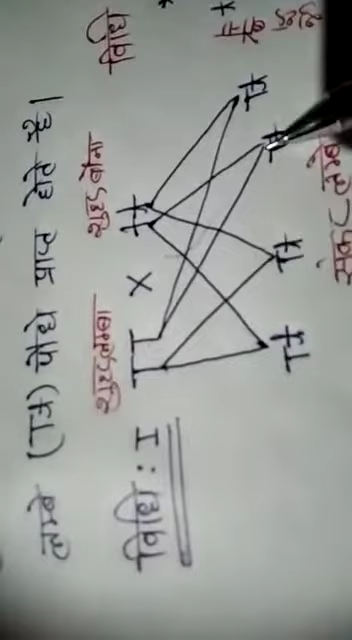 लम्बे (Tt) पौधे प्राप्त होते है।
शुद्ध लम्बा शुद्ध बौना
TT × tt
Tt Tt Tt Tt
विधि : I
विधि